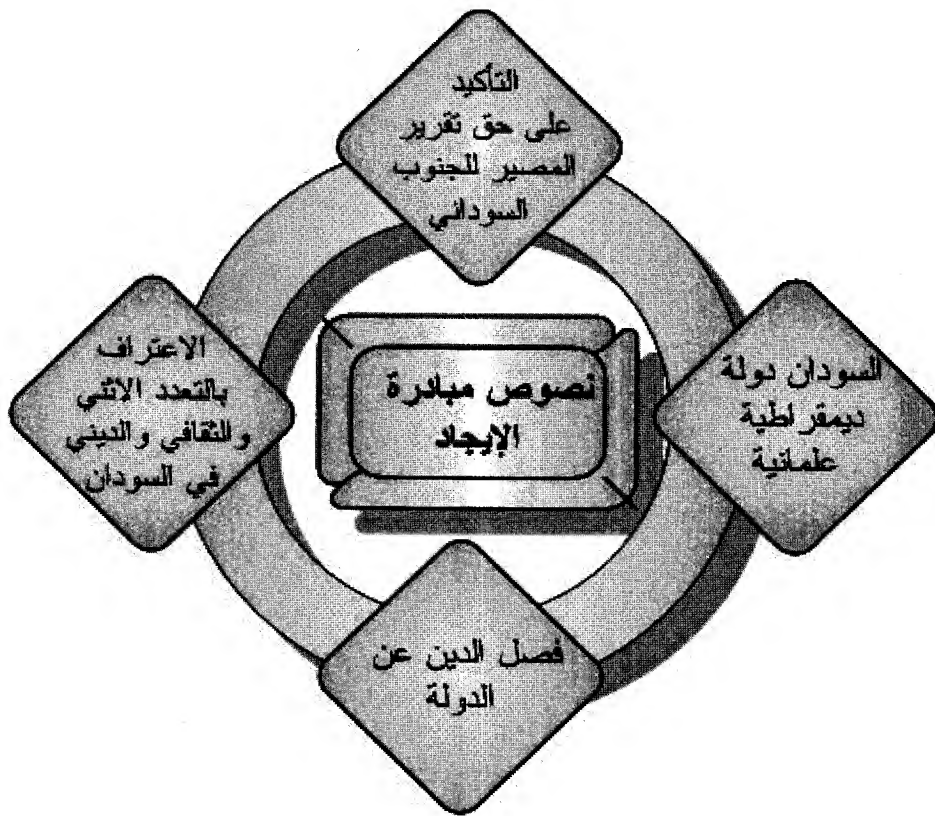 التأكيد
على حق تقرير
المصير للجنوب
السوداني
السودان دولة
ديمقراطية
علمانية
نصوص مبادرة
الإيجاد
الاعتراف
بالتعدد الاثني
والثقافي والديني
في السودان
فصل الدين عن
الدولة